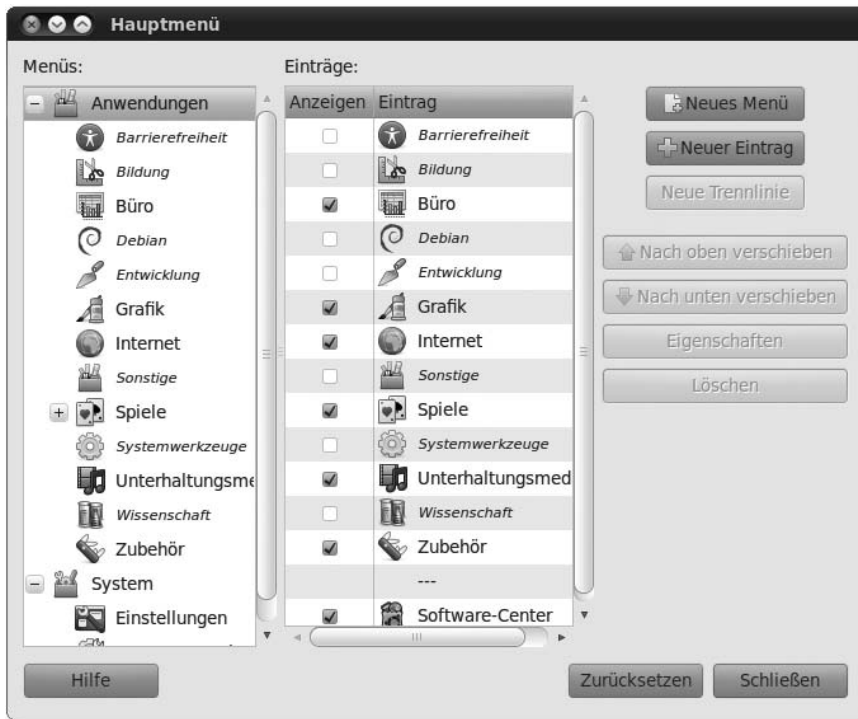 Hauptmenü
Menüs:
Anwendungen
Barrierefreiheit
Bildung
Büro
Debian
Entwicklung
Grafik
Internet
Sonstige
Spiele
Systemwerkzeuge
Unterhaltungsme
Wissenschaft
Zubehör
System
Einstellungen
Einträge:
Anzeigen Eintrag
Barrierefreiheit
Bildung
Büro
Debian
Entwicklung
Grafik
Internet
Sonstige
Spiele
Systemwerkzeuge
Unterhaltungsmed
Wissenschaft
Zubehör
---
Software-Center
Neues Menü
Neuer Eintrag
Neue Trennlinie
Nach oben verschieben
Nach unten verschieben
Eigenschaften
Löschen
Hilfe
Zurücksetzen
Schließen